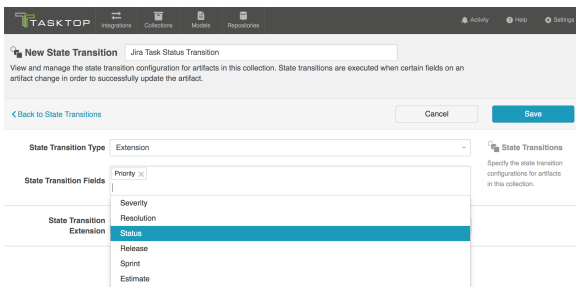 TASKTOP
Integrations
Collections
Models
Repositories
Activity
Help
Settings
New State Transition
Jira Task Status Transition
View and manage the state transition configuration for artifacts in this collection. State transitions are executed when certain fields on an
artifact change in order to successfully update the artifact.
Back to State Transitions
Cancel
Save
State Transition Type
Extension
State Transitions
Specify the state transition
configurations for artifacts
in this collection.
State Transition Fields
Priority
State Transition
Extension
Severity
Resolution
Status
Release
Sprint
Estimate